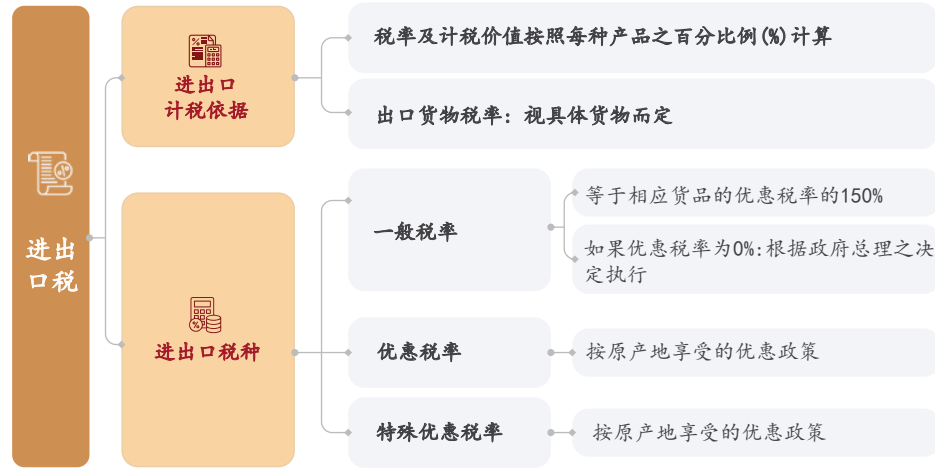 进出
口税
进出口
计税依据
税率及计税价值按照每种产品之百分比例(%)计算
出口货物税率：视具体货物而定
进出口税种
一般税率
等于相应货品的优惠税率的150%
如果优惠税率为0%:根据政府总理之决
定执行
优惠税率
按原产地享受的优惠政策
特殊优惠税率
按原产地享受的优惠政策